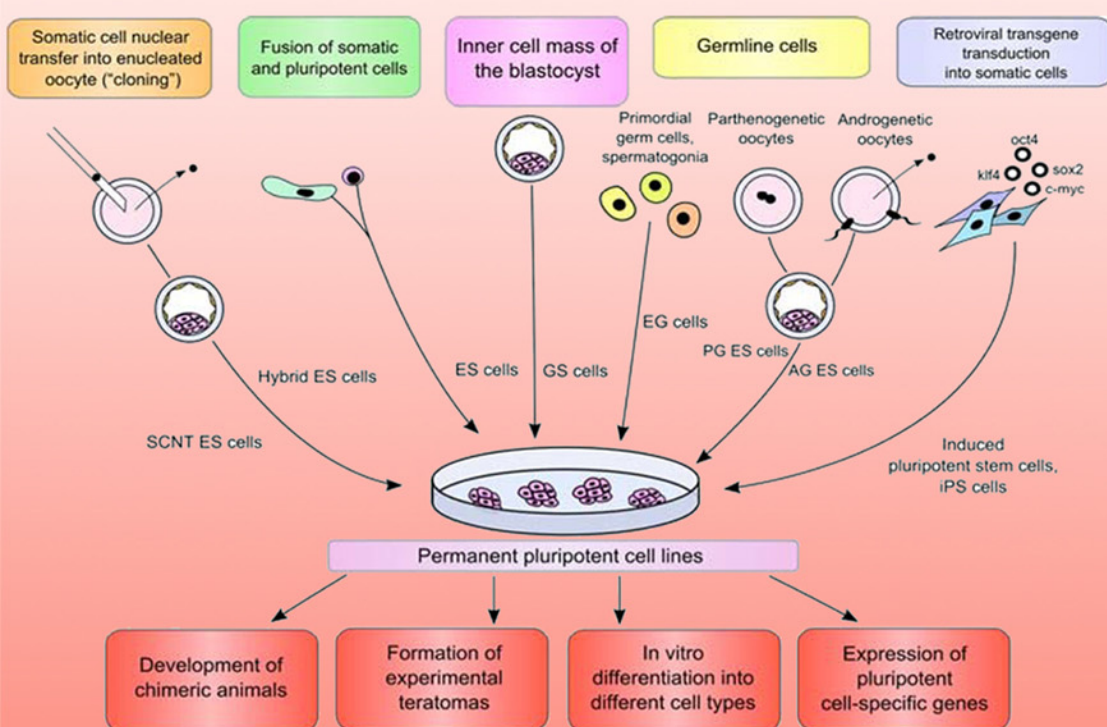 Somatic cell nuclear
transfer into enucleated
oocyte ("cloning")
Fusion of somatic
and pluripotent cells
Inner cell mass of
the blastocyst
Germline cells
Retroviral transgene
transduction
into somatic cells
Primordial
germ cells,
spermatogonia
Parthenogenetic
oocytes
Androgenetic
oocytes
oct4
klf4
sox2
c-myc
EG cells
PG ES cells
AG ES cells
Hybrid ES cells
ES cells
GS cells
SCNT ES cells
Induced
pluripotent stem cells,
iPS cells
Permanent pluripotent cell lines
Development of
chimeric animals
Formation of
experimental
teratomas
In vitro
differentiation into
different cell types
Expression of
pluripotent
cell-specific genes